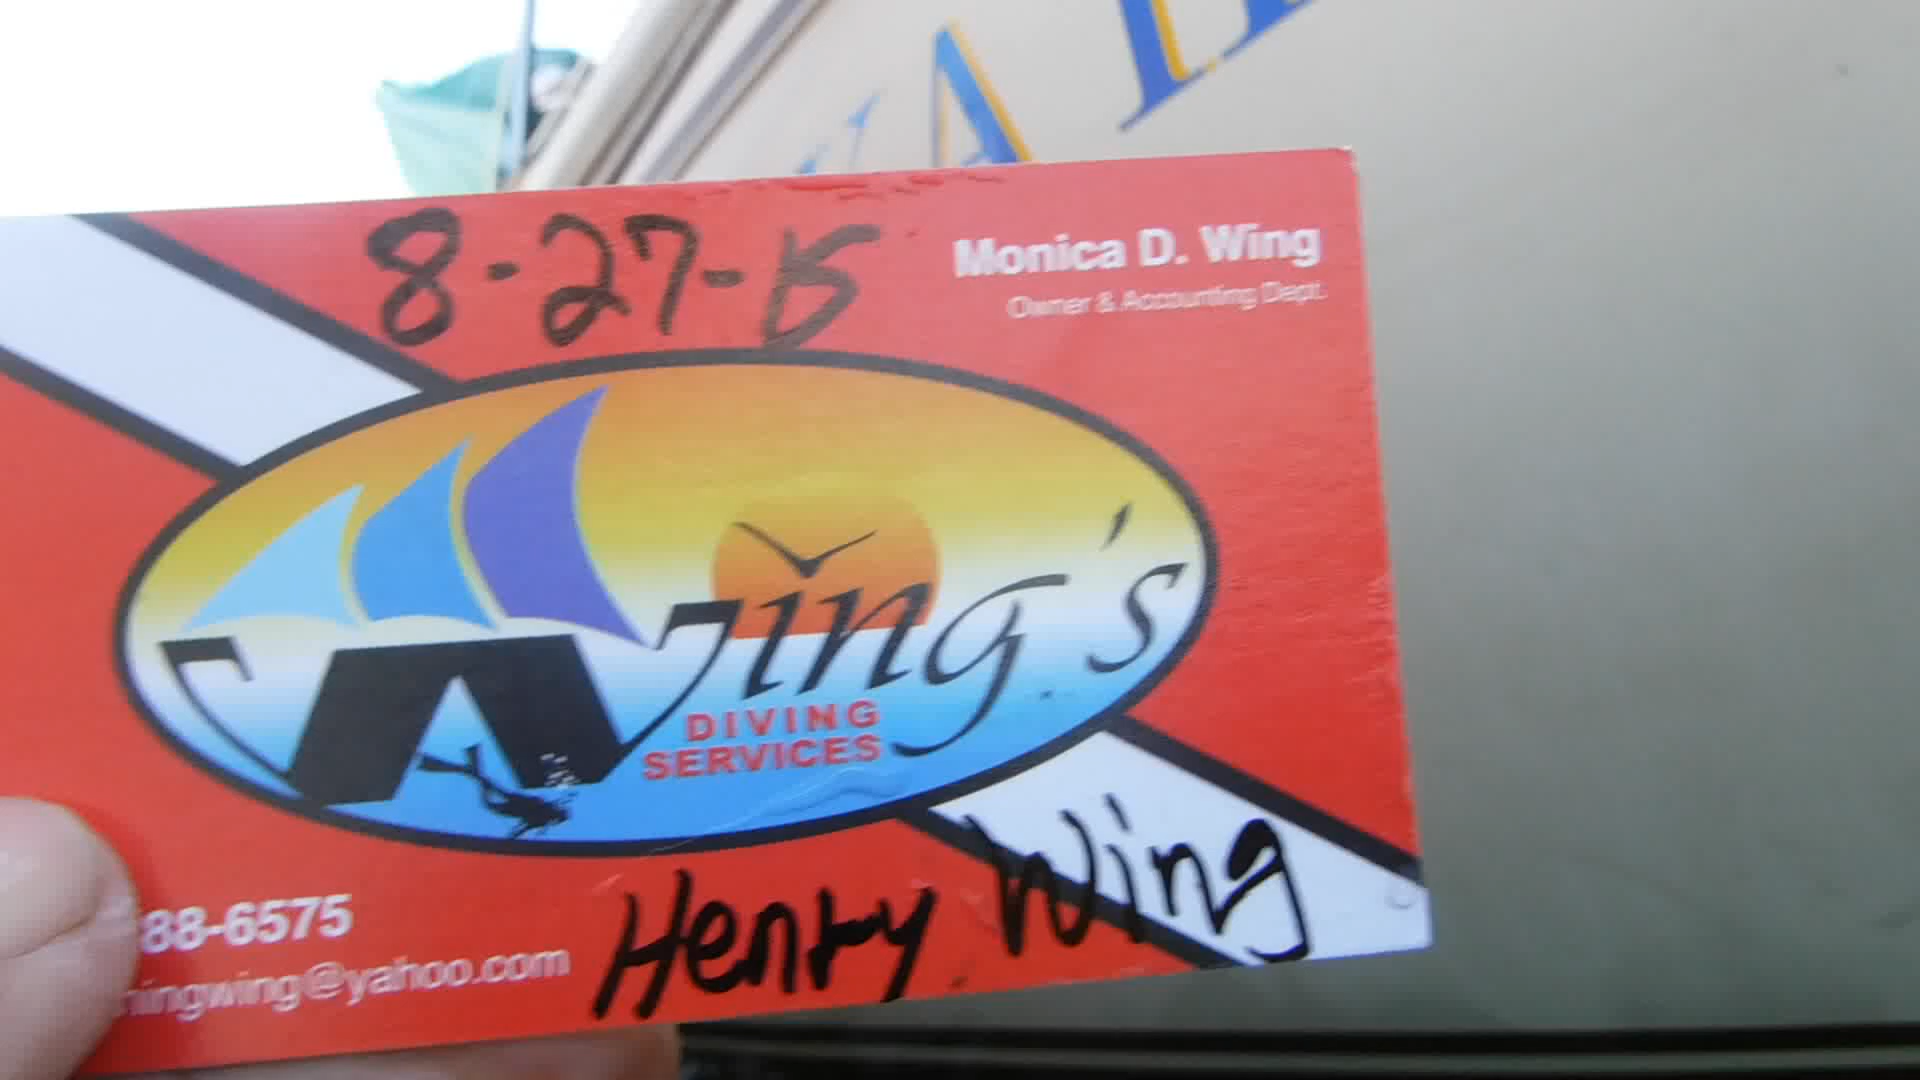 8-27-15
Monica D. Wing
Owner & Accounting Dept.
Wing's
DIVING
SERVICES
88-6575
ningwing@yahoo.com
Henry Wing